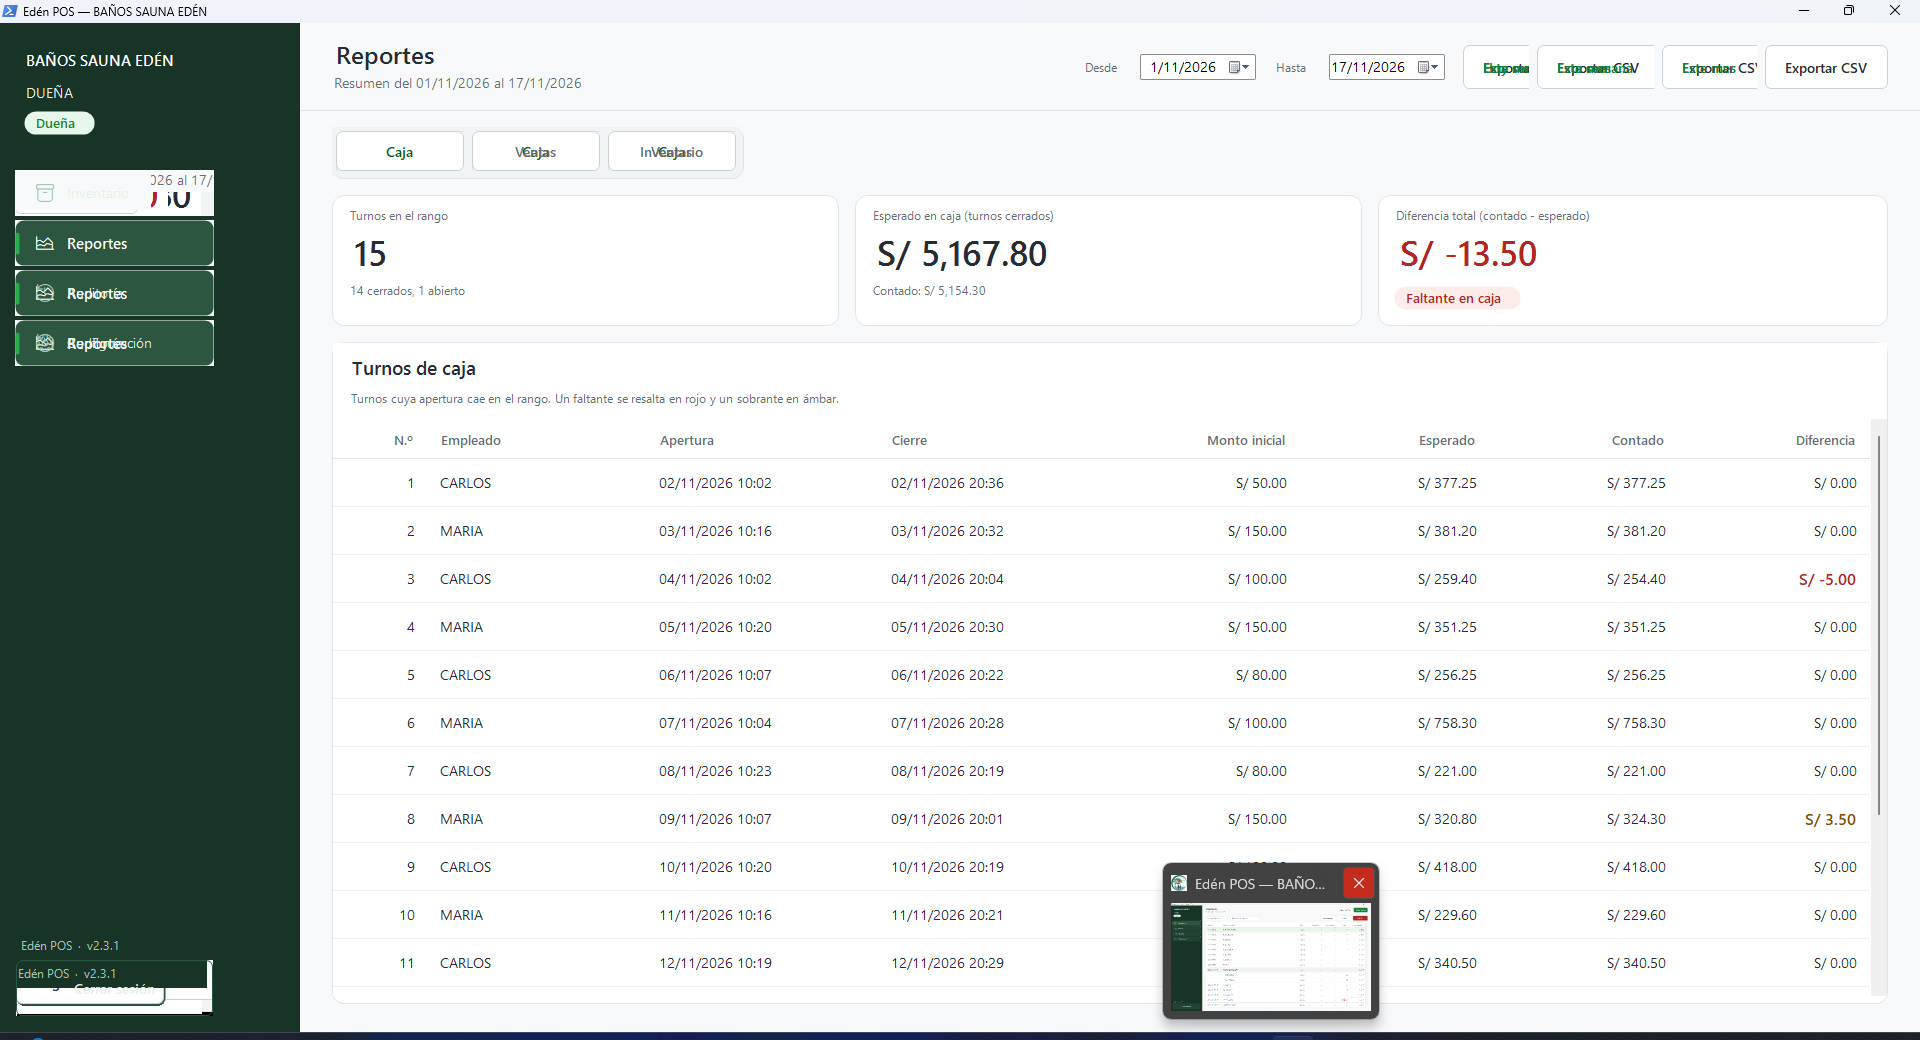 Edén POS — BAÑOS SAUNA EDÉN
BAÑOS SAUNA EDÉN
DUEÑA
Dueña
Inventario
026 al 17/
Reportes
Reportes
Reportes
Edén POS · v2.3.1
Edén POS · v2.3.1
Cerrar sesión
Reportes
Resumen del 01/11/2026 al 17/11/2026
Desde
1/11/2026
Hasta
17/11/2026
Exportar CSV
Caja
Ventas
Inventario
Turnos en el rango
15
14 cerrados, 1 abierto
Esperado en caja (turnos cerrados)
S/ 5,167.80
Contado: S/ 5,154.30
Diferencia total (contado - esperado)
S/ -13.50
Faltante en caja
Turnos de caja
Turnos cuya apertura cae en el rango. Un faltante se resalta en rojo y un sobrante en ámbar.
N.º Empleado Apertura Cierre Monto inicial Esperado Contado Diferencia
1 CARLOS 02/11/2026 10:02 02/11/2026 20:36 S/ 50.00 S/ 377.25 S/ 377.25 S/ 0.00
2 MARIA 03/11/2026 10:16 03/11/2026 20:32 S/ 150.00 S/ 381.20 S/ 381.20 S/ 0.00
3 CARLOS 04/11/2026 10:02 04/11/2026 20:04 S/ 100.00 S/ 259.40 S/ 254.40 S/ -5.00
4 MARIA 05/11/2026 10:20 05/11/2026 20:30 S/ 150.00 S/ 351.25 S/ 351.25 S/ 0.00
5 CARLOS 06/11/2026 10:07 06/11/2026 20:22 S/ 80.00 S/ 256.25 S/ 256.25 S/ 0.00
6 MARIA 07/11/2026 10:04 07/11/2026 20:28 S/ 100.00 S/ 758.30 S/ 758.30 S/ 0.00
7 CARLOS 08/11/2026 10:23 08/11/2026 20:19 S/ 80.00 S/ 221.00 S/ 221.00 S/ 0.00
8 MARIA 09/11/2026 10:07 09/11/2026 20:01 S/ 150.00 S/ 320.80 S/ 324.30 S/ 3.50
9 CARLOS 10/11/2026 10:20 10/11/2026 20:19 S/ 418.00 S/ 418.00 S/ 0.00
10 MARIA 11/11/2026 10:16 11/11/2026 20:21 S/ 229.60 S/ 229.60 S/ 0.00
11 CARLOS 12/11/2026 10:19 12/11/2026 20:29 S/ 340.50 S/ 340.50 S/ 0.00
Edén POS — BAÑO...